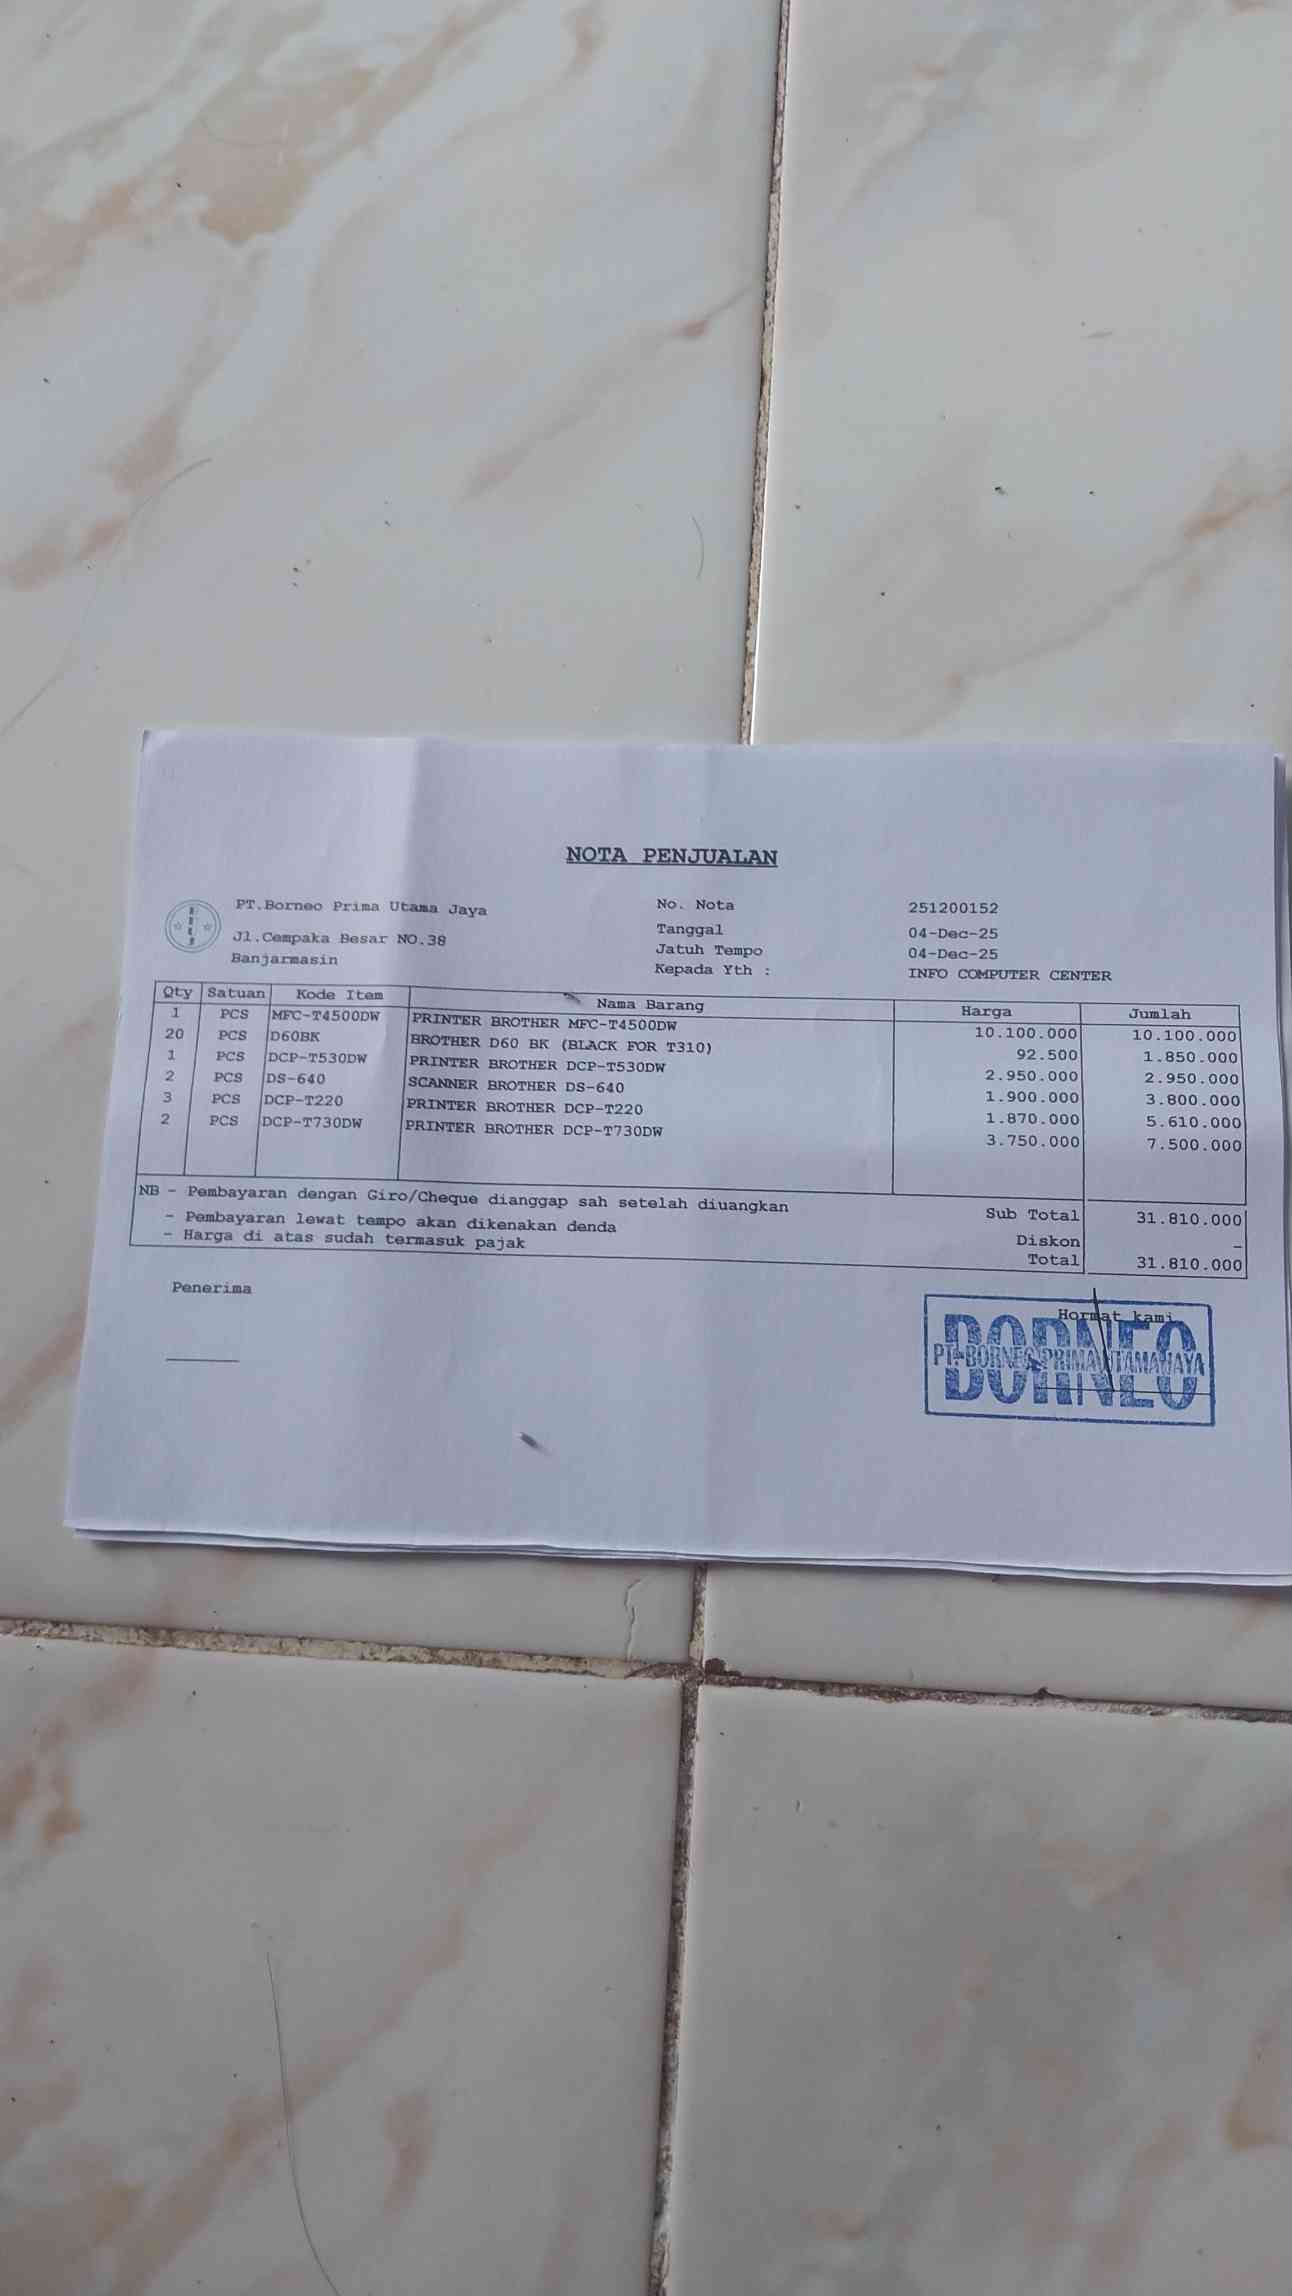 NOTA PENJUALAN
PT.Borneo Prima Utama Jaya
Jl.Cempaka Besar NO.38
Banjarmasin
No. Nota 251200152
Tanggal 04-Dec-25
Jatuh Tempo 04-Dec-25
Kepada Yth : INFO COMPUTER CENTER
Qty Satuan Kode Item Nama Barang Harga Jumlah
1 PCS MFC-T4500DW PRINTER BROTHER MFC-T4500DW 10.100.000 10.100.000
20 PCS D60BK BROTHER D60 BK (BLACK FOR T310) 92.500 1.850.000
1 PCS DCP-T530DW PRINTER BROTHER DCP-T530DW 2.950.000 2.950.000
2 PCS DS-640 SCANNER BROTHER DS-640 1.900.000 3.800.000
3 PCS DCP-T220 PRINTER BROTHER DCP-T220 1.870.000 5.610.000
2 PCS DCP-T730DW PRINTER BROTHER DCP-T730DW 3.750.000 7.500.000
NB - Pembayaran dengan Giro/Cheque dianggap sah setelah diuangkan
- Pembayaran lewat tempo akan dikenakan denda
- Harga di atas sudah termasuk pajak
Sub Total 31.810.000
Diskon -
Total 31.810.000
Penerima
Hormat kami
BORNEO
PT. BORNEO PRIMA UTAMA JAYA